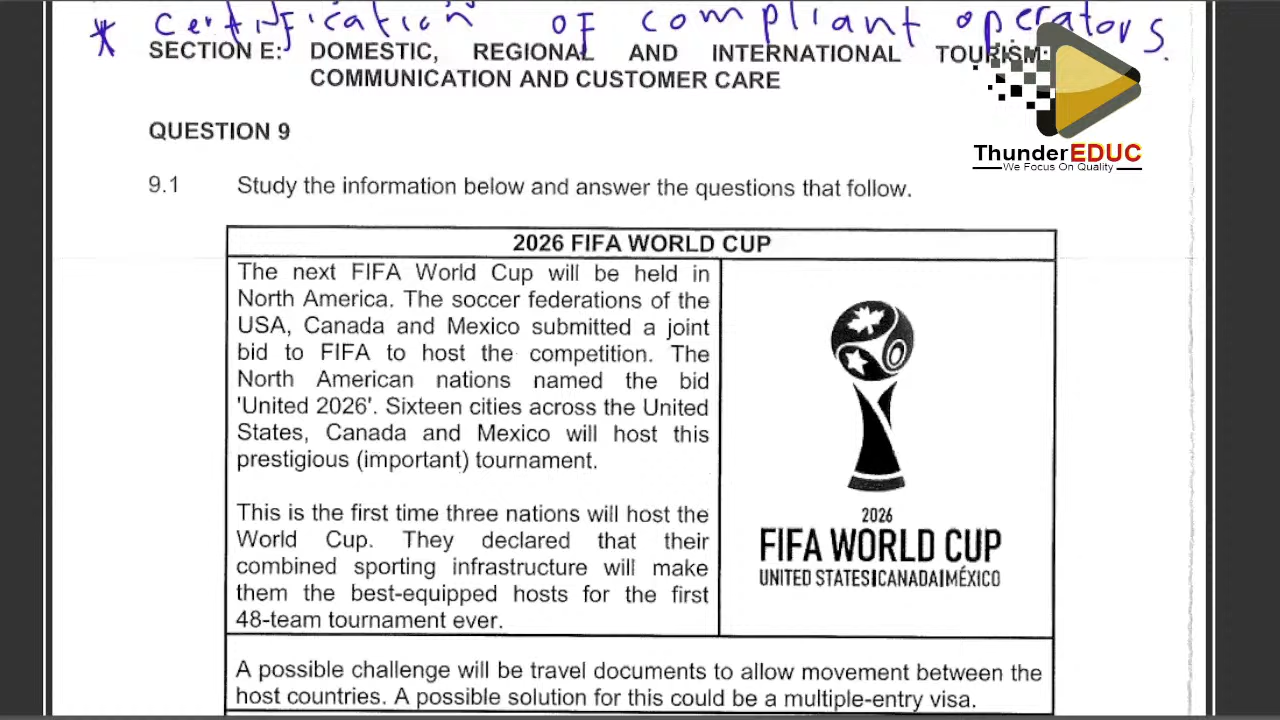 * certification of compliant operators.
SECTION E: DOMESTIC, REGIONAL AND INTERNATIONAL TOURISM;
COMMUNICATION AND CUSTOMER CARE
ThunderEDUC
We Focus On Quality
QUESTION 9
9.1 Study the information below and answer the questions that follow.
2026 FIFA WORLD CUP
The next FIFA World Cup will be held in
North America. The soccer federations of the
USA, Canada and Mexico submitted a joint
bid to FIFA to host the competition. The
North American nations named the bid
'United 2026'. Sixteen cities across the United
States, Canada and Mexico will host this
prestigious (important) tournament.
This is the first time three nations will host the
World Cup. They declared that their
combined sporting infrastructure will make
them the best-equipped hosts for the first
48-team tournament ever.
2026
FIFA WORLD CUP
UNITED STATES|CANADA|MÉXICO
A possible challenge will be travel documents to allow movement between the
host countries. A possible solution for this could be a multiple-entry visa.